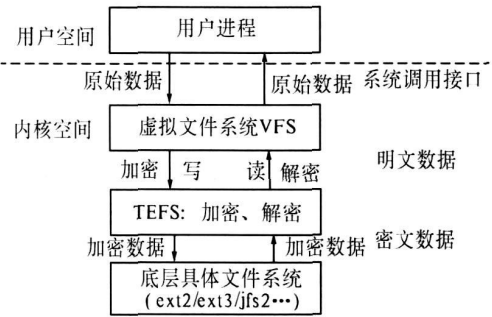 用户空间
用户进程
原始数据
原始数据
系统调用接口
内核空间
虚拟文件系统VFS
加密
写
读
解密
明文数据
TEFS: 加密、解密
加密数据
加密数据
密文数据
底层具体文件系统
(ext2/ext3/jfs2…)